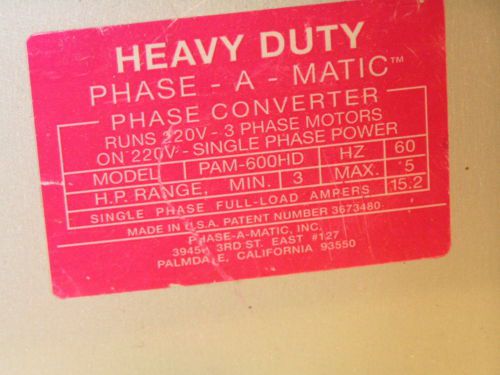 HEAVY DUTY
PHASE - A - MATIC™
PHASE CONVERTER
RUNS 220V - 3 PHASE MOTORS
ON 220V - SINGLE PHASE POWER
MODEL PAM-600HD HZ 60
H.P. RANGE, MIN. 3 MAX. 5
SINGLE PHASE FULL-LOAD AMPERS 15.2
MADE IN U.S.A. PATENT NUMBER 3673480
PHASE-A-MATIC, INC.
3945 3RD ST. EAST #127
PALMDALE, CALIFORNIA 93550